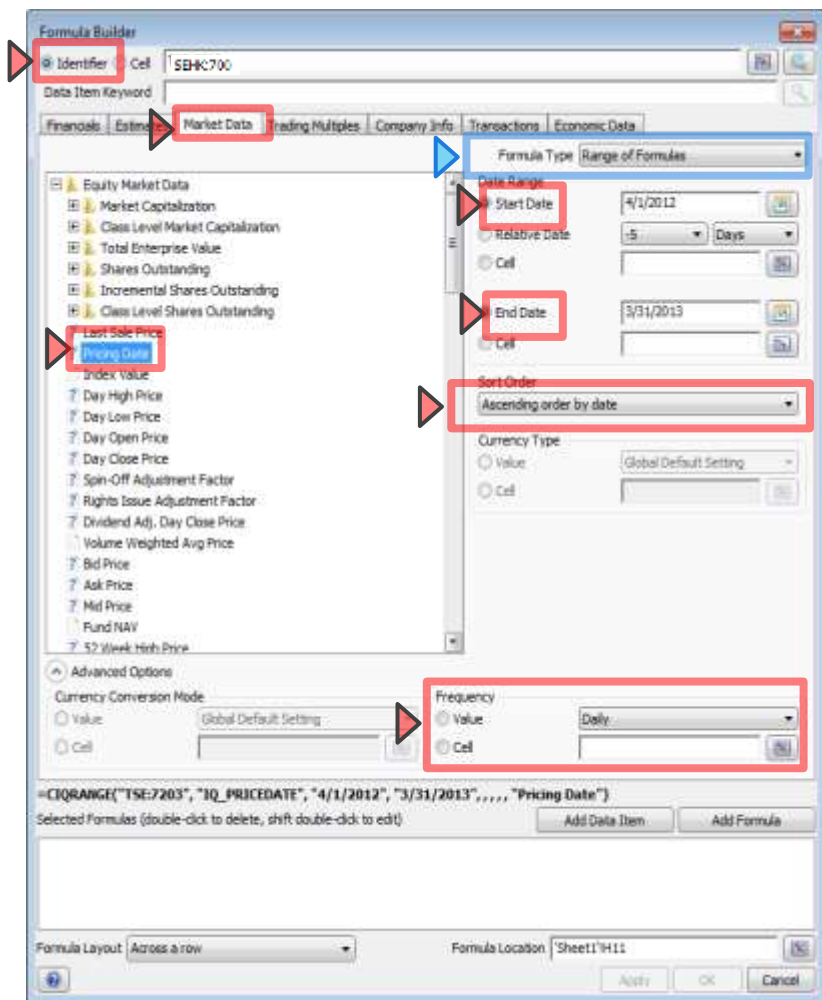 Formula Builder
Identifier Cell SEHK:700
Data Item Keyword
Financials Estimates Market Data Trading Multiples Company Info Transactions Economic Data
Formula Type Range of Formulas
Equity Market Data
Market Capitalization
Class Level Market Capitalization
Total Enterprise Value
Shares Outstanding
Incremental Shares Outstanding
Class Level Shares Outstanding
Last Sale Price
Pricing Date
Index Value
Day High Price
Day Low Price
Day Open Price
Day Close Price
Spin-Off Adjustment Factor
Rights Issue Adjustment Factor
Dividend Adj. Day Close Price
Volume Weighted Avg Price
Bid Price
Ask Price
Mid Price
Fund NAV
52 Week High Price
Date Range
Start Date 4/1/2012
Relative Date -5 Days
Cell
End Date 3/31/2013
Cell
Sort Order
Ascending order by date
Currency Type
Value Global Default Setting
Cell
Advanced Options
Currency Conversion Mode
Value Global Default Setting
Cell
Frequency
Value Daily
Cell
=CIQRANGE("TSE:7203", "IQ_PRICEDATE", "4/1/2012", "3/31/2013",,,,, "Pricing Date")
Selected Formulas (double-click to delete, shift double-click to edit)
Add Data Item Add Formula
Formula Layout Across a row
Formula Location 'Sheet1'!H11
Apply OK Cancel